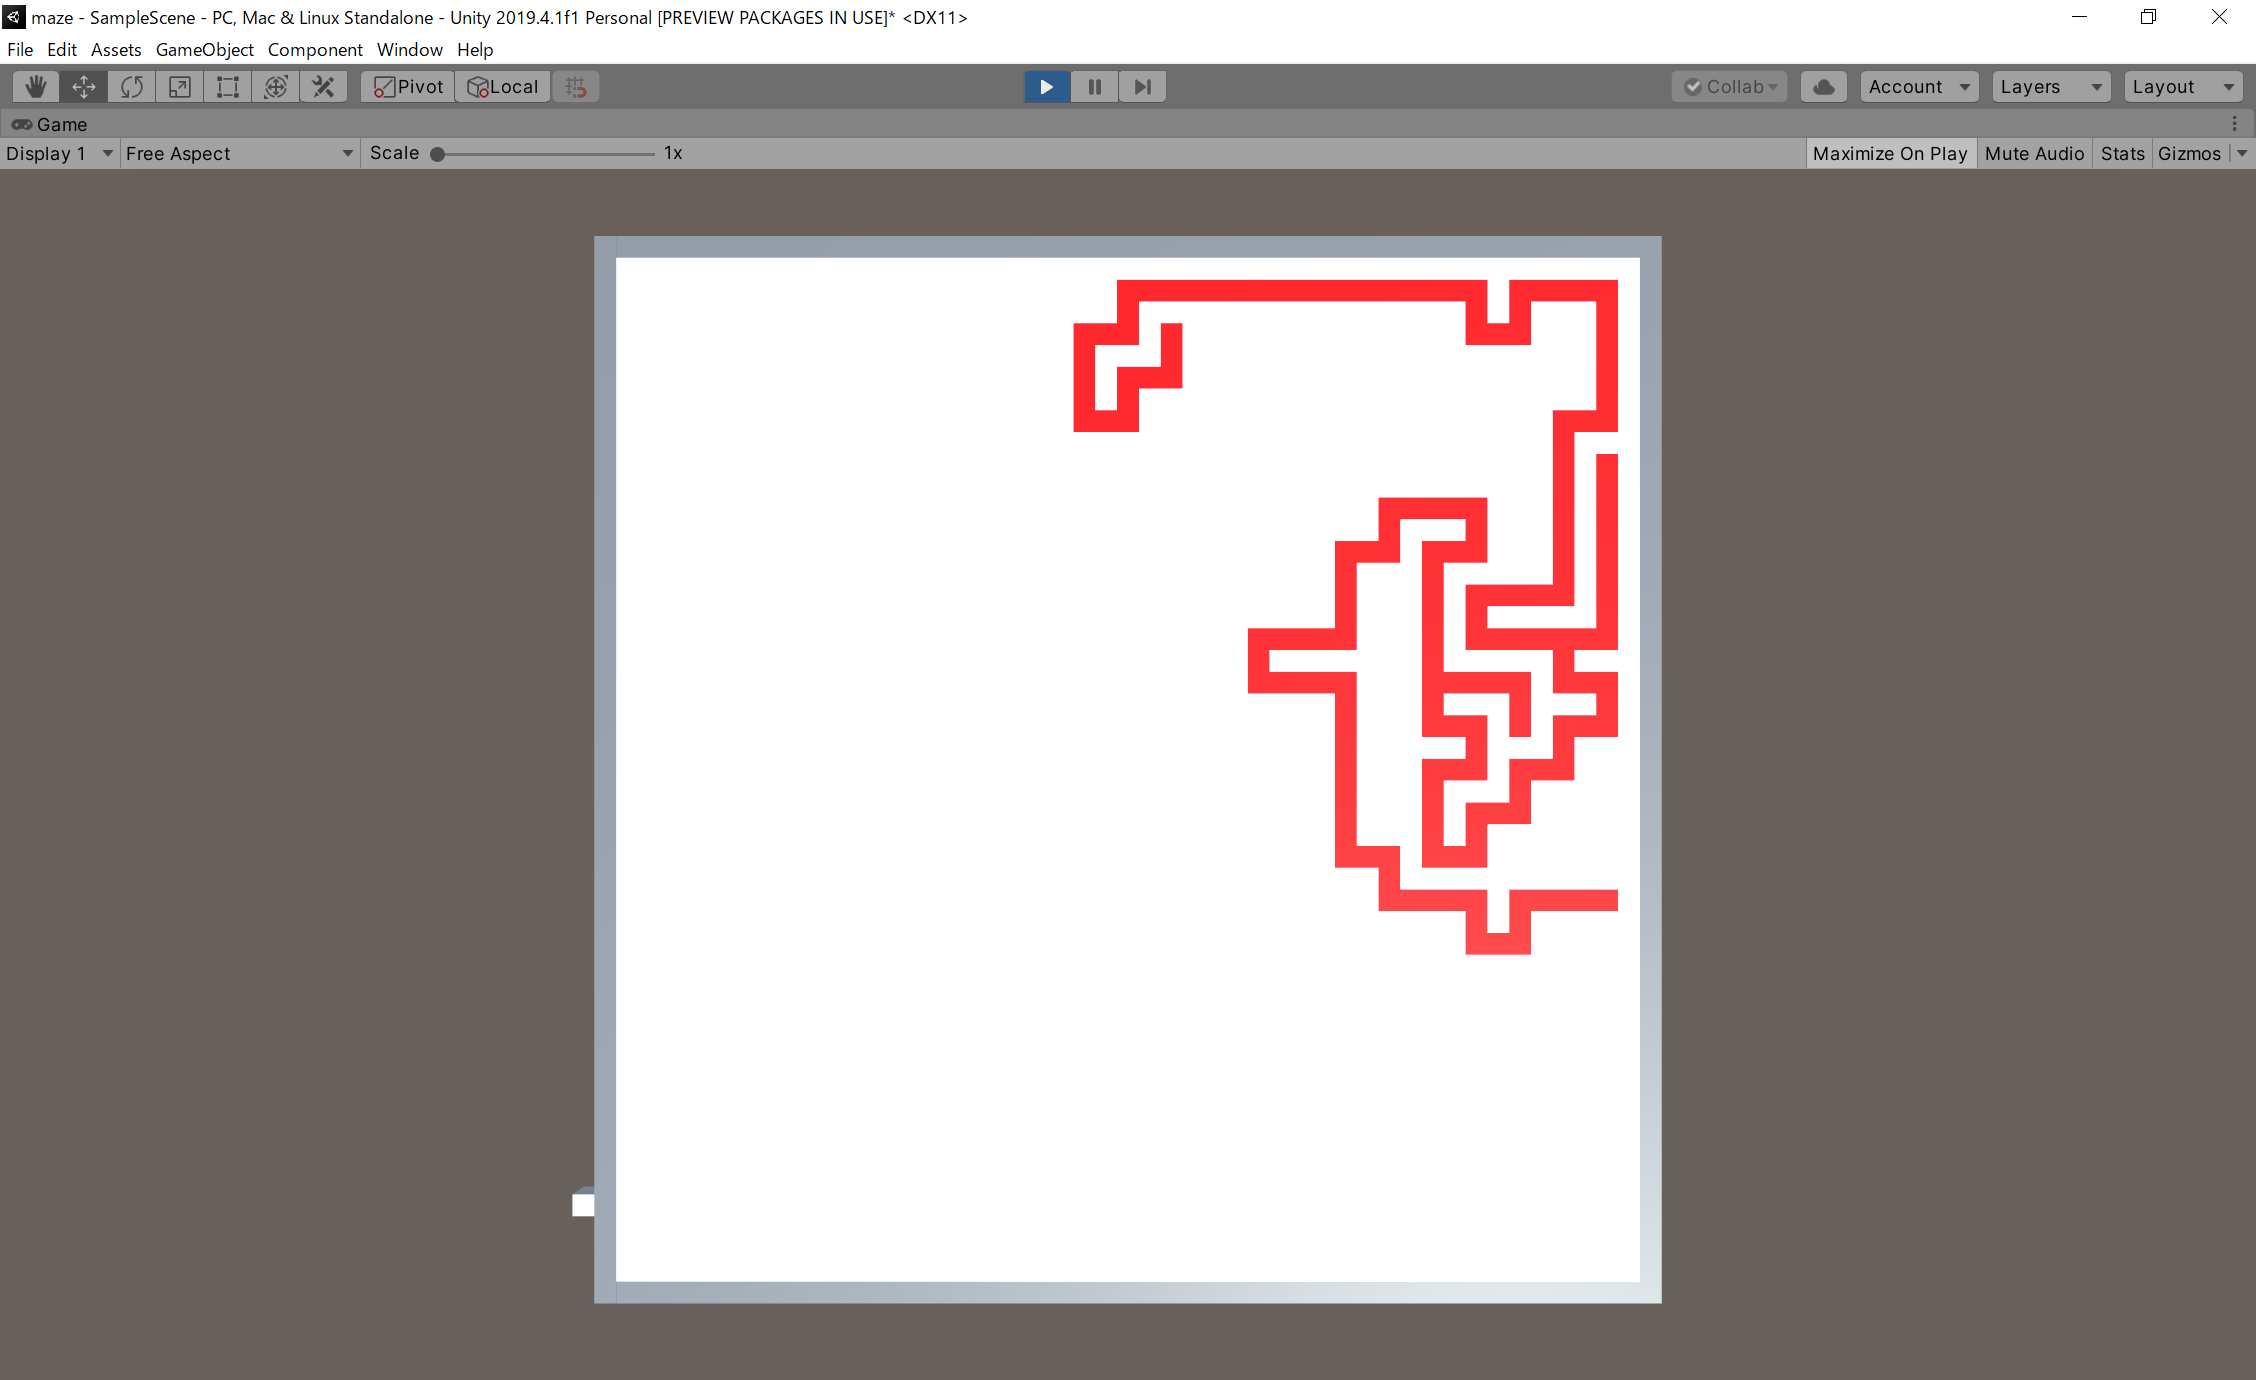 maze - SampleScene - PC, Mac & Linux Standalone - Unity 2019.4.1f1 Personal [PREVIEW PACKAGES IN USE]* <DX11>
File Edit Assets GameObject Component Window Help
Pivot Local Collab Account Layers Layout
Game
Display 1 Free Aspect Scale 1x Maximize On Play Mute Audio Stats Gizmos